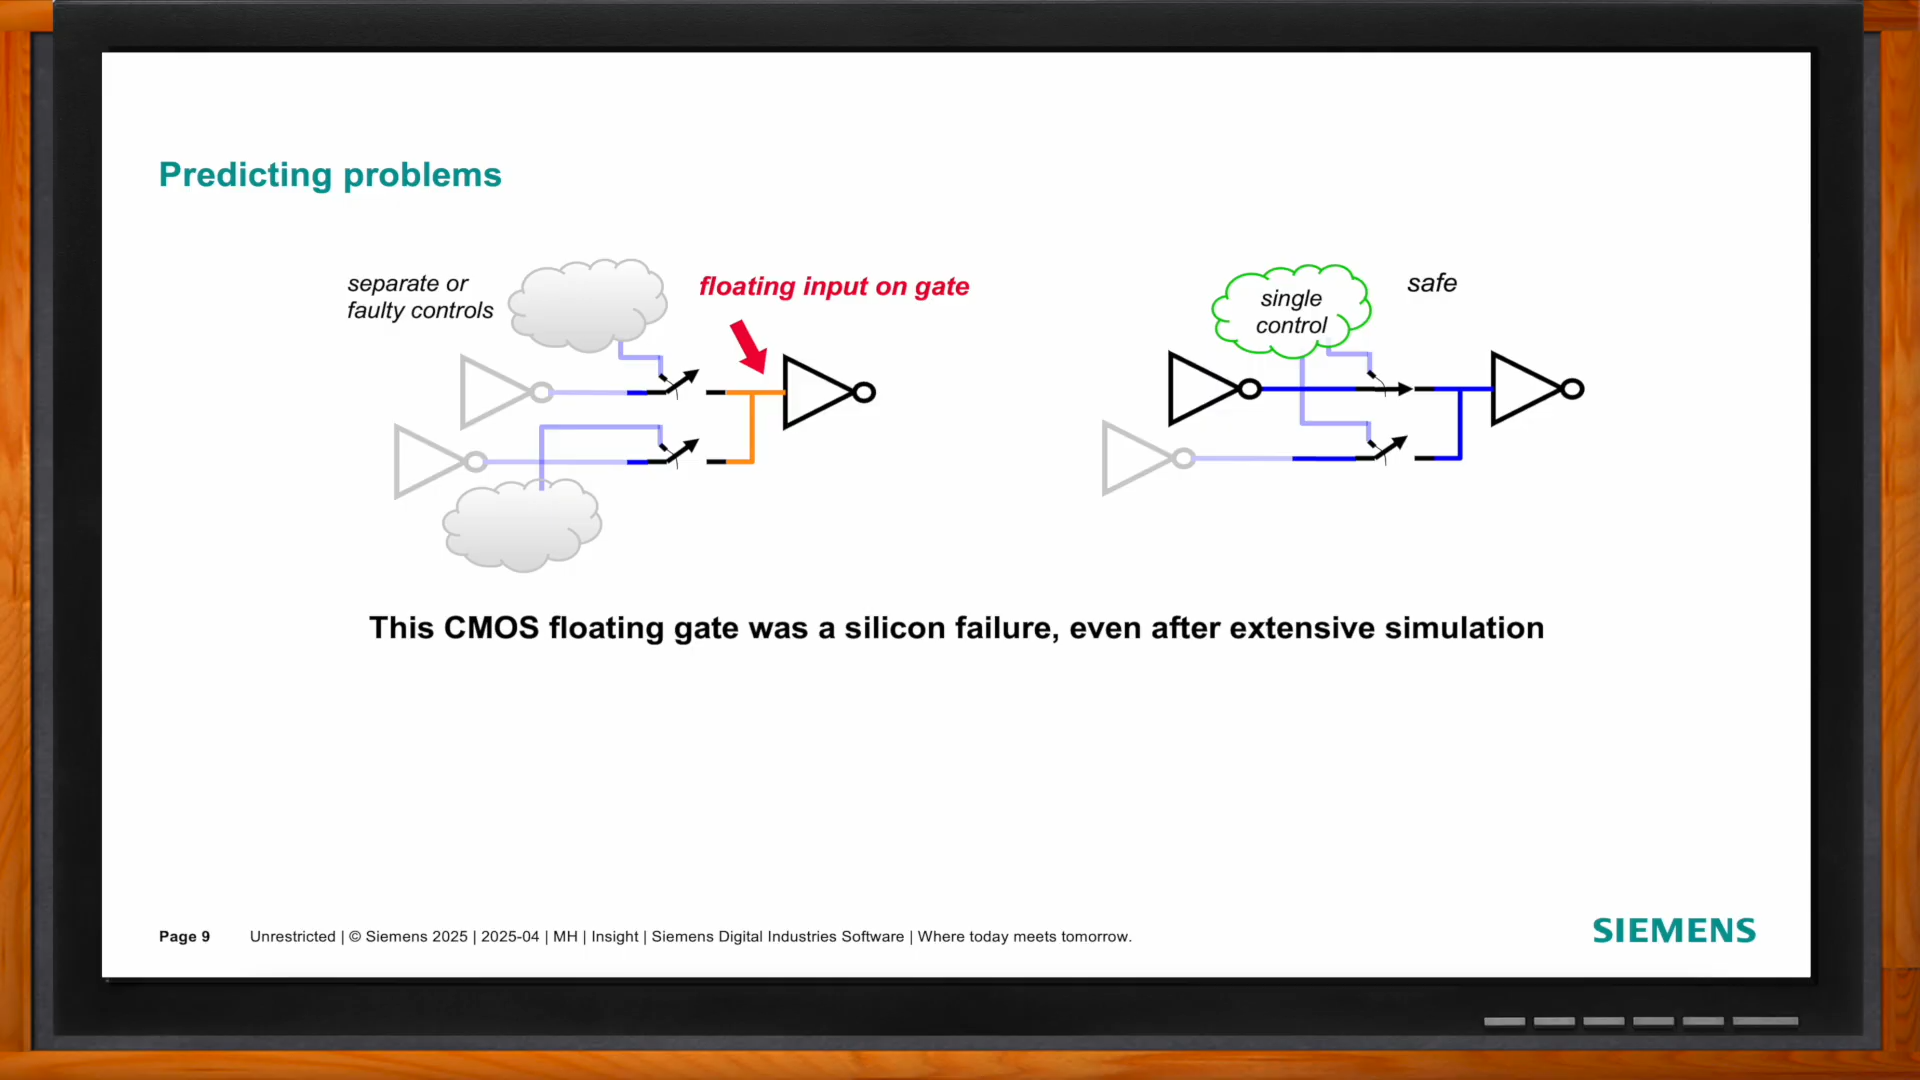 Predicting problems
separate or
faulty controls
floating input on gate
single
control
safe
This CMOS floating gate was a silicon failure, even after extensive simulation
Page 9
Unrestricted | © Siemens 2025 | 2025-04 | MH | Insight | Siemens Digital Industries Software | Where today meets tomorrow.
SIEMENS